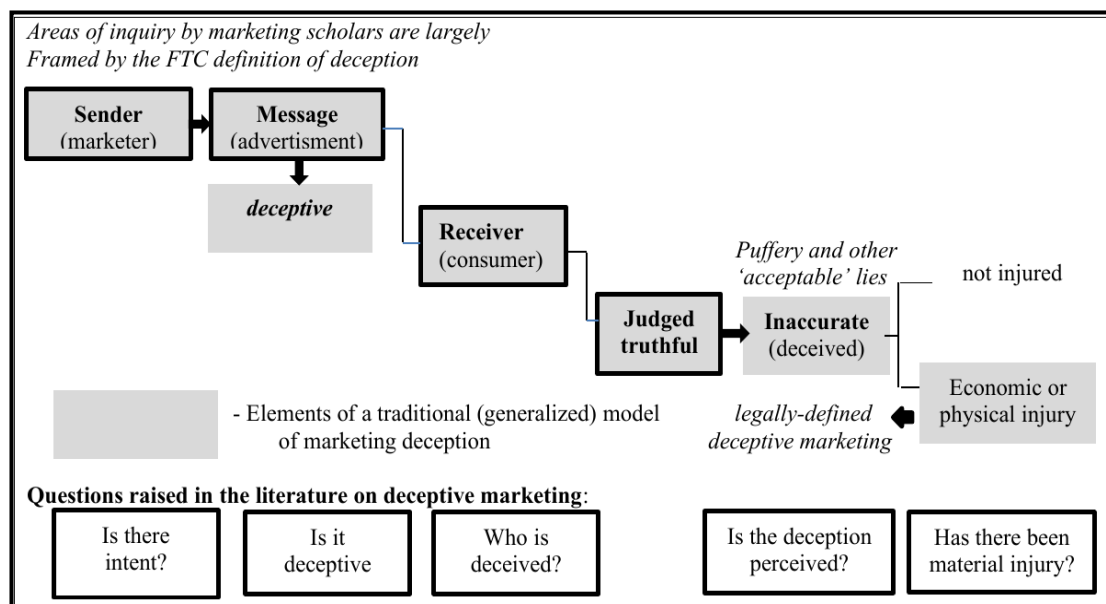 Areas of inquiry by marketing scholars are largely
Framed by the FTC definition of deception
Sender
(marketer)
Message
(advertisment)
deceptive
Receiver
(consumer)
Puffery and other
‘acceptable’ lies
not injured
Judged
truthful
Inaccurate
(deceived)
Economic or
physical injury
- Elements of a traditional (generalized) model
of marketing deception
legally-defined
deceptive marketing
Questions raised in the literature on deceptive marketing:
Is there
intent?
Is it
deceptive
Who is
deceived?
Is the deception
perceived?
Has there been
material injury?